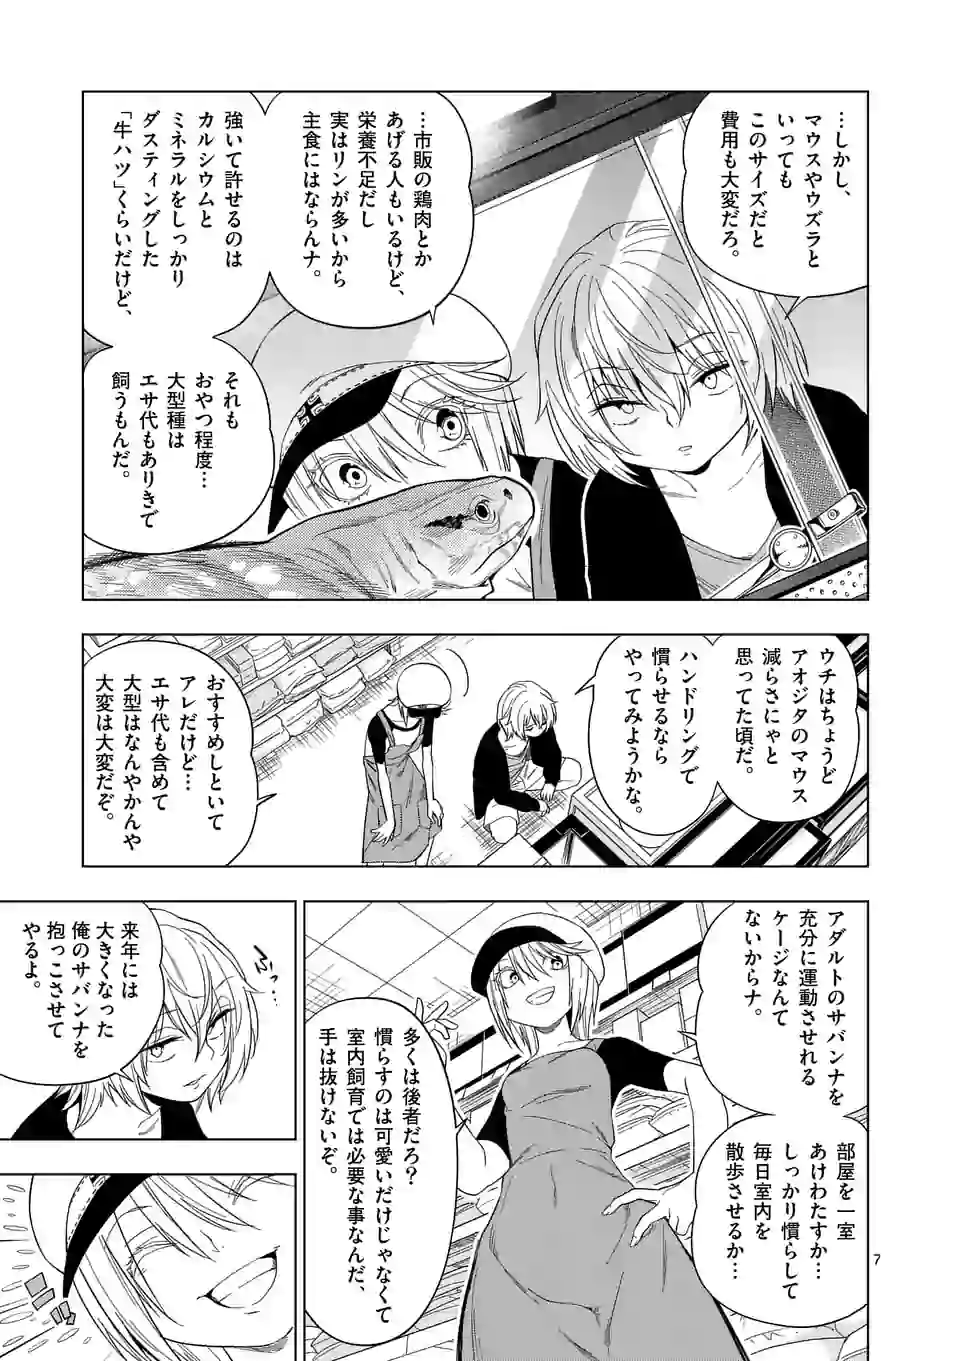 …しかし、
マウスやウズラと
いっても
このサイズだと
費用も大変だろ。
…市販の鶏肉とか
あげる人もいるけど、
栄養不足だし
実はリンが多いから
主食にはならんナ。
強いて許せるのは
カルシウムと
ミネラルをしっかり
ダスティングした
「牛ハツ」くらいだけど、
それも
おやつ程度…
大型種は
エサ代もありきで
飼うもんだ。
ウチはちょうど
アオジタのマウス
減らさにゃと
思ってた頃だ。
ハンドリングで
慣らせるなら
やってみようかな。
おすすめしといて
アレだけど…
エサ代も含めて
大型はなんやかんや
大変は大変だぞ。
アダルトのサバンナを
充分に運動させれる
ケージなんて
ないからナ。
部屋を一室
あけわたすか…
しっかり慣らして
毎日室内を
散歩させるか…
多くは後者だろ?
慣らすのは可愛いだけじゃなくて
室内飼育では必要な事なんだ、
手は抜けないぞ。
来年には
大きくなった
俺のサバンナを
抱っこさせて
やるよ。
7